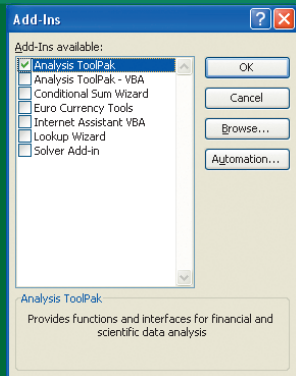 Add-Ins
?
Add-Ins available:
Analysis ToolPak
Analysis ToolPak - VBA
Conditional Sum Wizard
Euro Currency Tools
Internet Assistant VBA
Lookup Wizard
Solver Add-in
OK
Cancel
Browse...
Automation...
Analysis ToolPak
Provides functions and interfaces for financial and
scientific data analysis